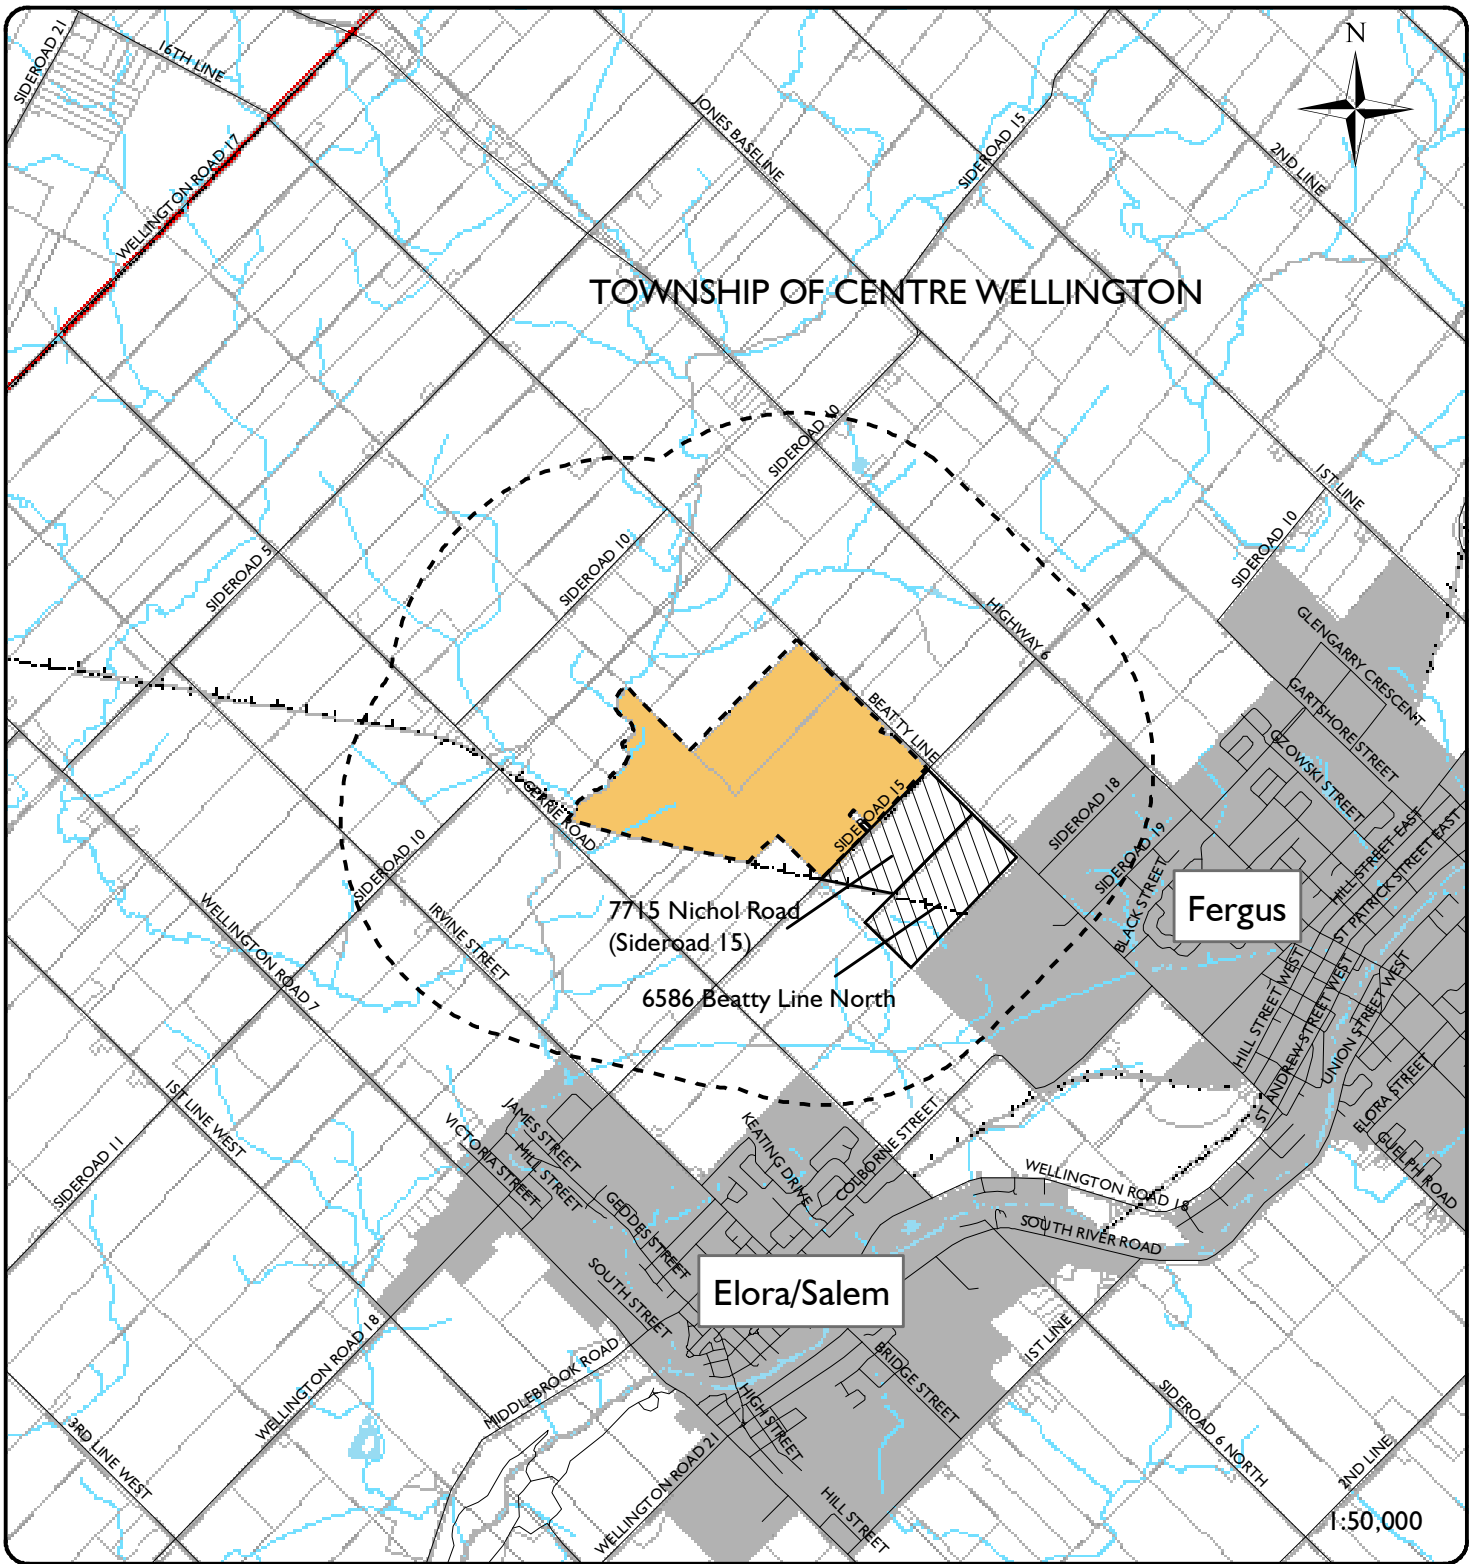 SIDEROAD 21
16TH LINE
N
WELLINGTON ROAD 17
JONES BASELINE
SIDEROAD 15
2ND LINE
TOWNSHIP OF CENTRE WELLINGTON
SIDEROAD 10
1ST LINE
SIDEROAD 10
SIDEROAD 5
SIDEROAD 10
HIGHWAY 6
GLENGARRY CRESCENT
GARTSHORE STREET
GZOWSKI STREET
BEATTY LINE
SIDEROAD 15
SIDEROAD 18
GERRIE ROAD
SIDEROAD 10
SIDEROAD 19
BLACK STREET
HILL STREET EAST
ST PATRICK STREET EAST
Fergus
7715 Nichol Road
(Sideroad 15)
6586 Beatty Line North
WELLINGTON ROAD 7
IRVINE STREET
HILL STREET WEST
ST ANDREW STREET WEST
UNION STREET WEST
ELORA STREET
GUELPH ROAD
1ST LINE WEST
SIDEROAD 11
VICTORIA STREET
JAMES STREET
MILL STREET
GEDDES STREET
KEATING DRIVE
COLBORNE STREET
WELLINGTON ROAD 18
SOUTH RIVER ROAD
Elora/Salem
SOUTH STREET
WELLINGTON ROAD 18
MIDDLEBROOK ROAD
BRIDGE STREET
1ST LINE
HIGH STREET
3RD LINE WEST
WELLINGTON ROAD 21
HILL STREET
SIDEROAD 6 NORTH
2ND LINE
1:50,000